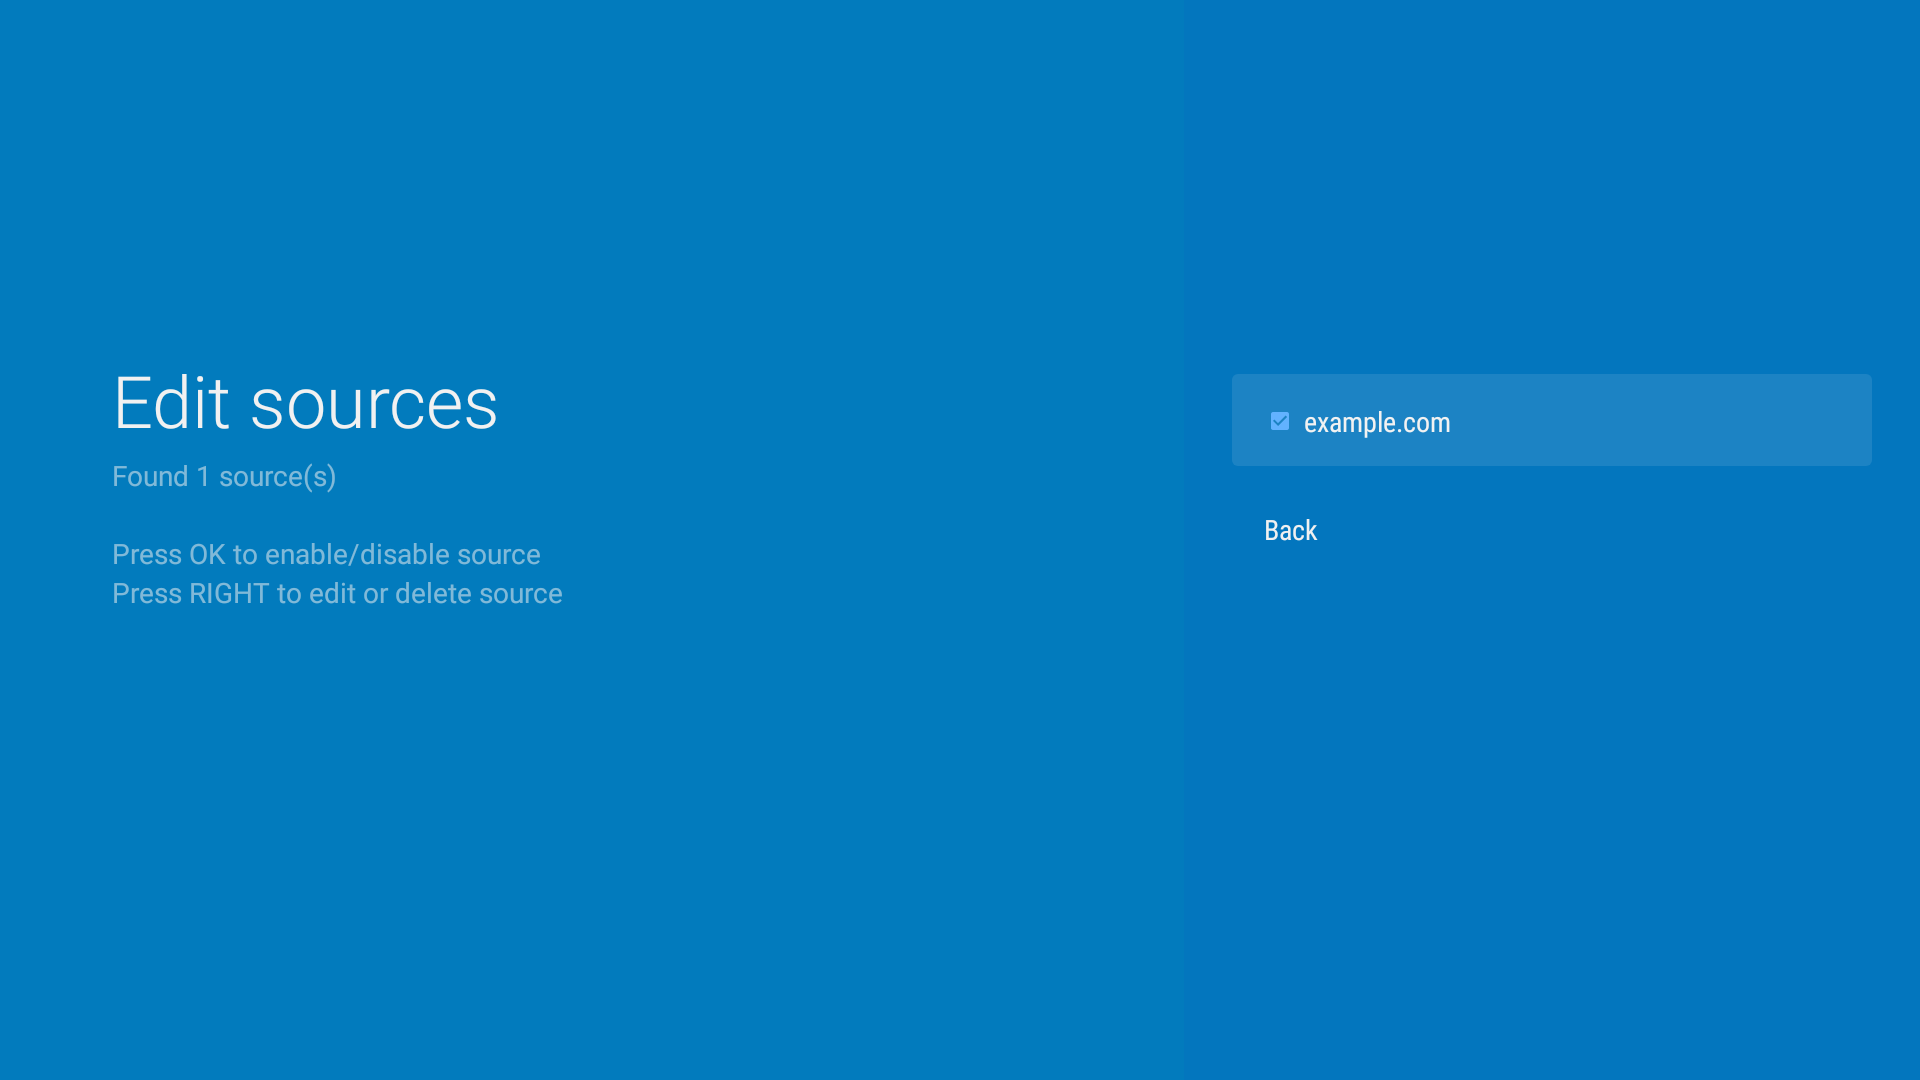 Edit sources
Found 1 source(s)
Press OK to enable/disable source
Press RIGHT to edit or delete source
example.com
Back